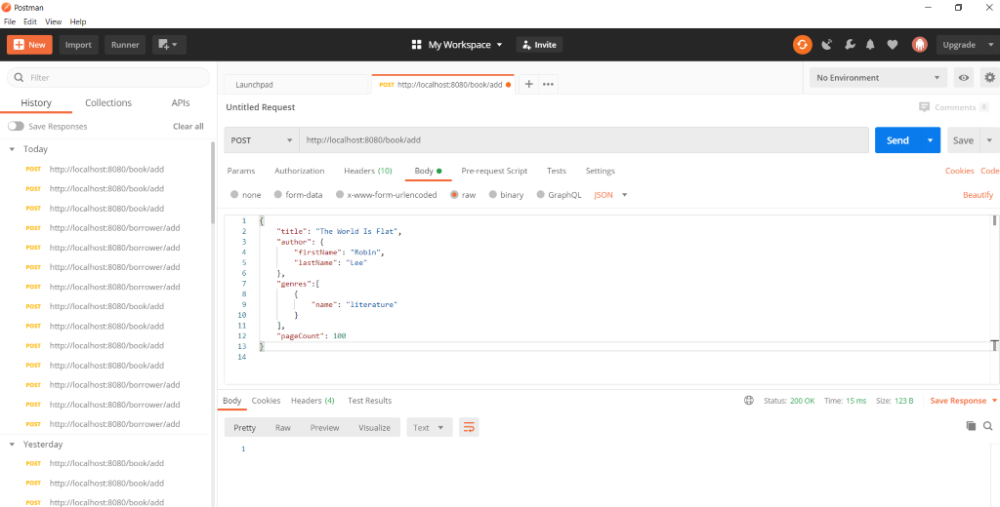 Postman
File Edit View Help
New Import Runner My Workspace Invite Upgrade
Filter
History Collections APIs
Save Responses Clear all
Today
POST http://localhost:8080/book/add
POST http://localhost:8080/book/add
POST http://localhost:8080/book/add
POST http://localhost:8080/borrower/add
POST http://localhost:8080/borrower/add
POST http://localhost:8080/borrower/add
POST http://localhost:8080/borrower/add
POST http://localhost:8080/book/add
POST http://localhost:8080/book/add
POST http://localhost:8080/book/add
POST http://localhost:8080/book/add
POST http://localhost:8080/borrower/add
POST http://localhost:8080/borrower/add
POST http://localhost:8080/borrower/add
Yesterday
POST http://localhost:8080/book/add
POST http://localhost:8080/book/add
POST http://localhost:8080/book/add
Launchpad POST http://localhost:8080/book/add + ••• No Environment
Untitled Request Comments 0
POST http://localhost:8080/book/add Send Save
Params Authorization Headers (10) Body Pre-request Script Tests Settings Cookies Code
none form-data x-www-form-urlencoded raw binary GraphQL JSON Beautify
1 {
2 "title": "The World Is Flat",
3 "author": {
4 "firstName": "Robin",
5 "lastName": "Lee"
6 },
7 "genres":[
8 {
9 "name": "literature"
10 }
11 ],
12 "pageCount": 100
13 }
14
Body Cookies Headers (4) Test Results Status: 200 OK Time: 15 ms Size: 123 B Save Response
Pretty Raw Preview Visualize Text
1